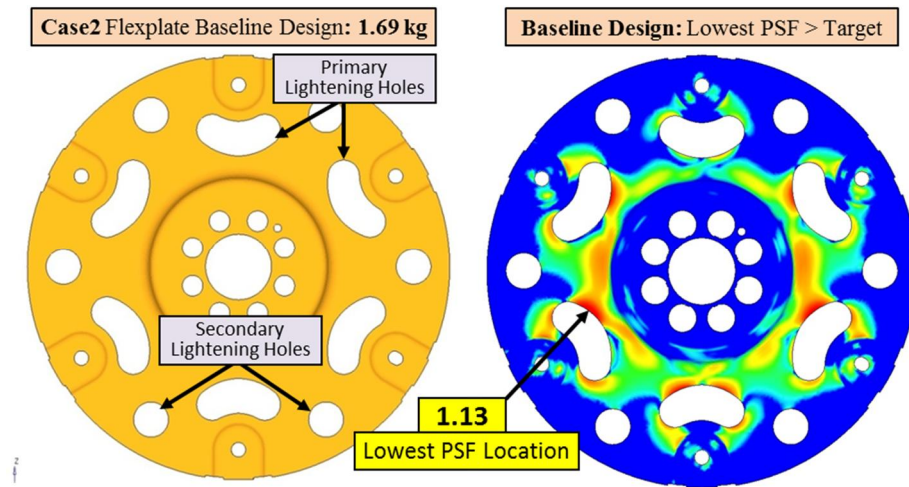 Case2 Flexplate Baseline Design: 1.69 kg
Baseline Design: Lowest PSF > Target
Primary
Lightening Holes
Secondary
Lightening Holes
1.13
Lowest PSF Location
z